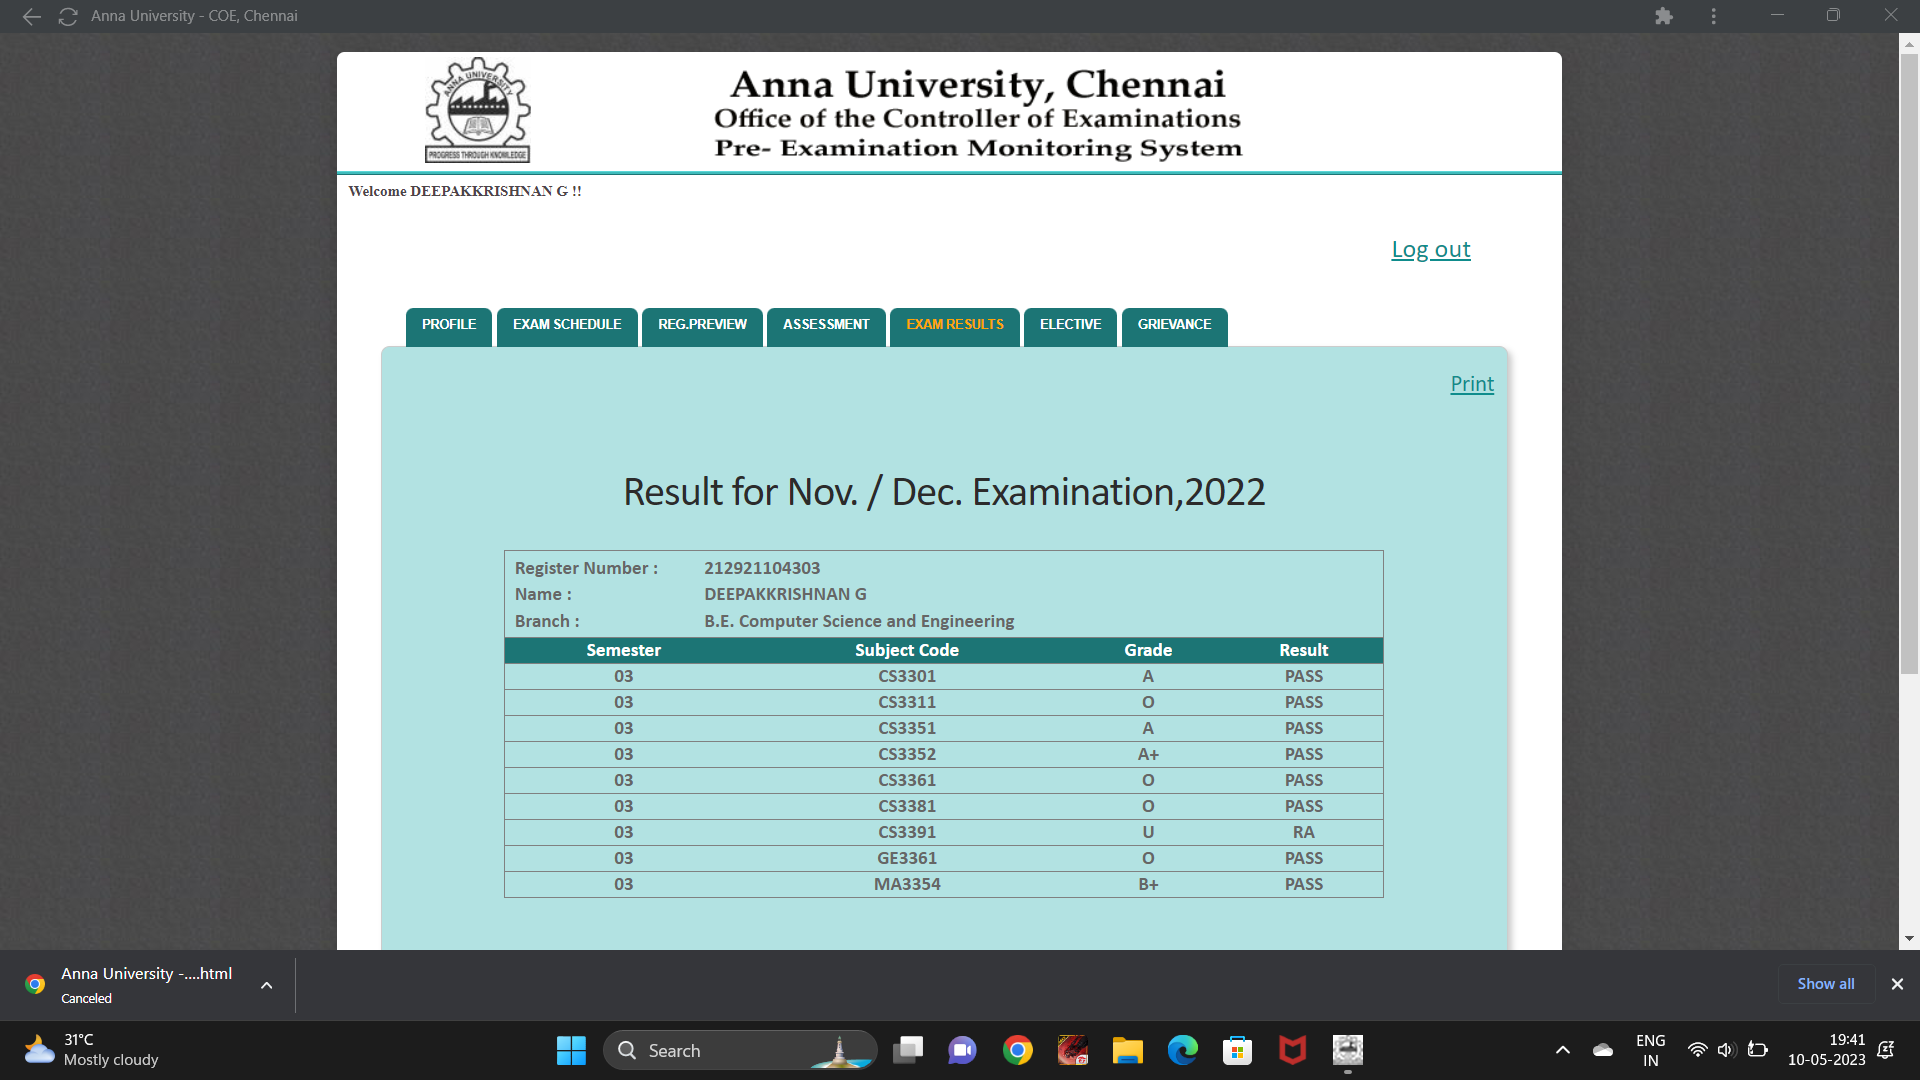 Anna University - COE, Chennai
ANNA UNIVERSITY
PROGRESS THROUGH KNOWLEDGE
Anna University, Chennai
Office of the Controller of Examinations
Pre- Examination Monitoring System
Welcome DEEPAKKRISHNAN G !!
Log out
PROFILE EXAM SCHEDULE REG.PREVIEW ASSESSMENT EXAM RESULTS ELECTIVE GRIEVANCE
Print
Result for Nov. / Dec. Examination,2022
Register Number : 212921104303
Name : DEEPAKKRISHNAN G
Branch : B.E. Computer Science and Engineering
Semester Subject Code Grade Result
03 CS3301 A PASS
03 CS3311 O PASS
03 CS3351 A PASS
03 CS3352 A+ PASS
03 CS3361 O PASS
03 CS3381 O PASS
03 CS3391 U RA
03 GE3361 O PASS
03 MA3354 B+ PASS
Anna University -....html
Canceled
Show all
31°C
Mostly cloudy
Search
ENG
IN
19:41
10-05-2023